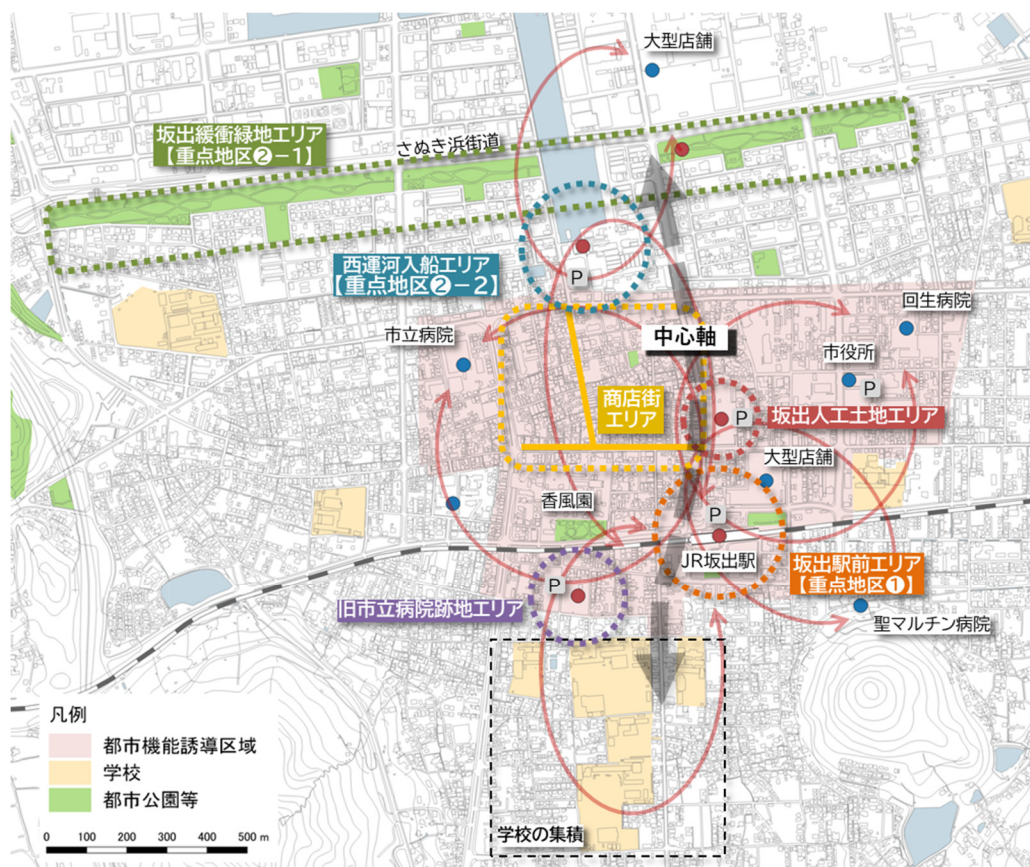 大型店舗
坂出緩衝緑地エリア
【重点地区❷－1】
さぬき浜街道
西運河入船エリア
【重点地区❷－2】
P
回生病院
中心軸
市立病院
市役所
P
商店街
エリア
P
坂出人工土地エリア
大型店舗
香風園
P
JR坂出駅
坂出駅前エリア
【重点地区❶】
P
旧市立病院跡地エリア
聖マルチン病院
凡例
都市機能誘導区域
学校
都市公園等
0 100 200 300 400 500 m
学校の集積